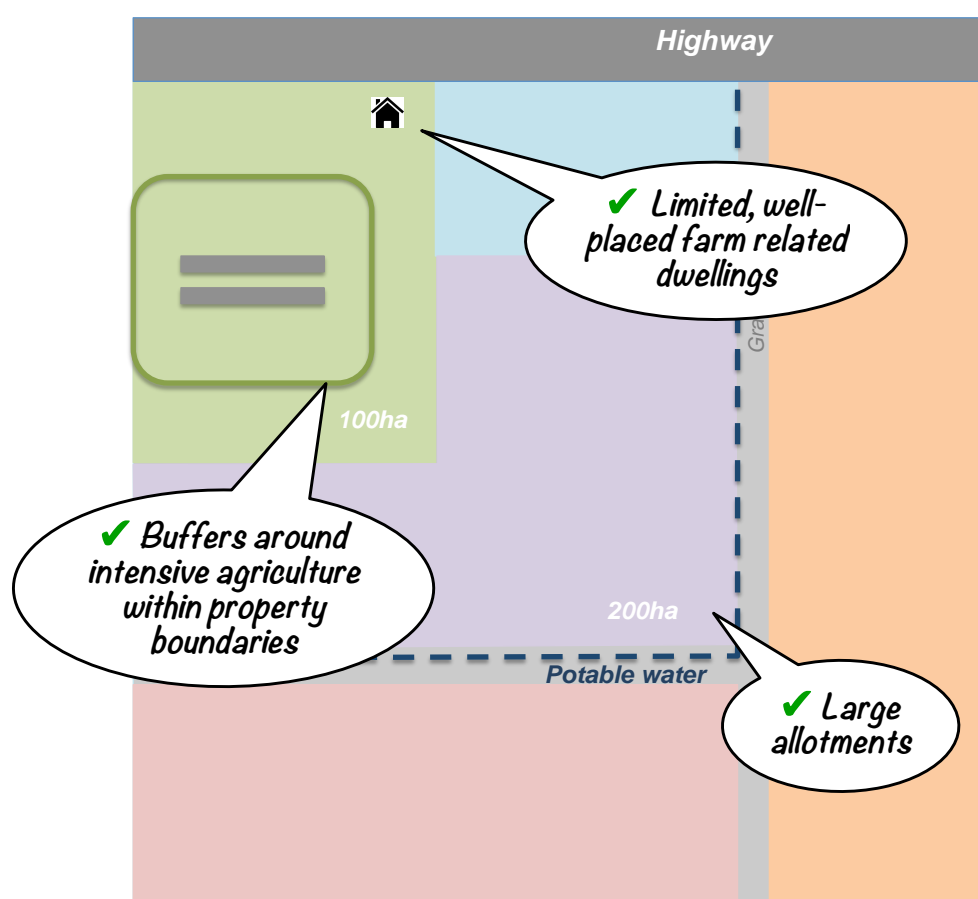 Highway
✔ Limited, well-
placed farm related
dwellings
100ha
✔ Buffers around
intensive agriculture
within property
boundaries
200ha
Potable water
✔ Large
allotments